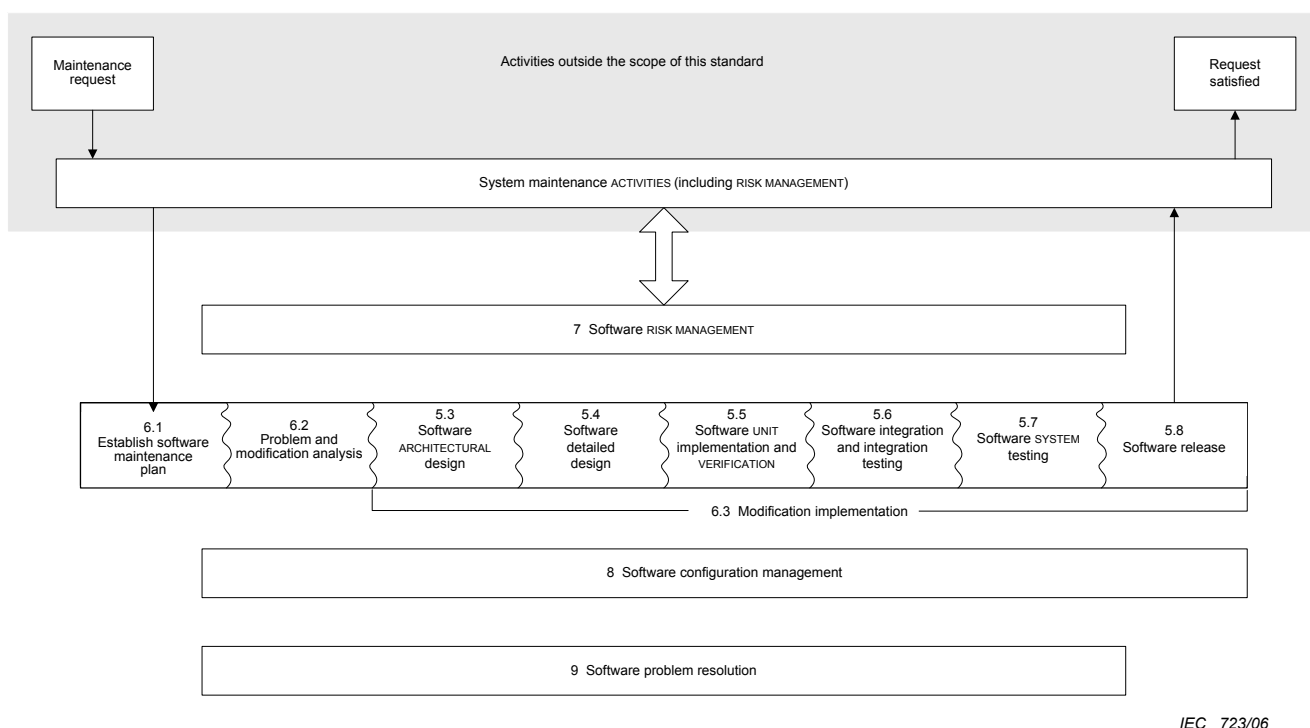 Maintenance
request
Activities outside the scope of this standard
Request
satisfied
System maintenance ACTIVITIES (including RISK MANAGEMENT)
7 Software RISK MANAGEMENT
6.1
Establish software
maintenance
plan
6.2
Problem and
modification analysis
5.3
Software
ARCHITECTURAL
design
5.4
Software
detailed
design
5.5
Software UNIT
implementation and
VERIFICATION
5.6
Software integration
and integration
testing
5.7
Software SYSTEM
testing
5.8
Software release
6.3 Modification implementation
8 Software configuration management
9 Software problem resolution
IEC 723/06